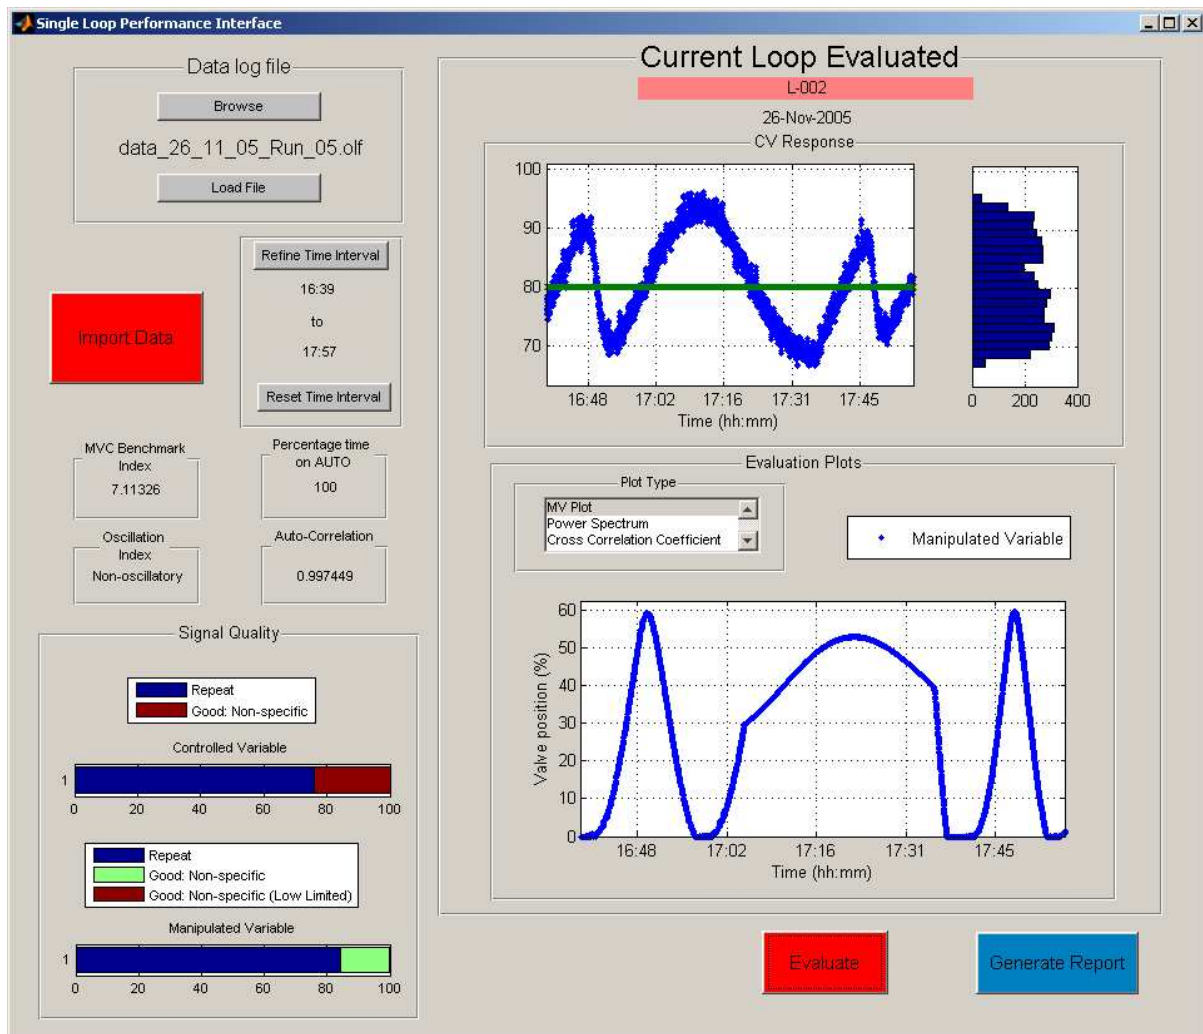 Single Loop Performance Interface
Data log file
Browse
data_26_11_05_Run_05.olf
Load File
Refine Time Interval
16:39
to
17:57
Reset Time Interval
Import Data
MVC Benchmark
Index
7.11326
Percentage time
on AUTO
100
Oscillation
Index
Non-oscillatory
Auto-Correlation
0.997449
Signal Quality
Repeat
Good: Non-specific
Controlled Variable
1
0 20 40 60 80 100
Repeat
Good: Non-specific
Good: Non-specific (Low Limited)
Manipulated Variable
1
0 20 40 60 80 100
Current Loop Evaluated
L-002
26-Nov-2005
CV Response
100
90
80
70
16:48 17:02 17:16 17:31 17:45
Time (hh:mm)
0 200 400
Evaluation Plots
Plot Type
MV Plot
Power Spectrum
Cross Correlation Coefficient
Manipulated Variable
Valve position (%)
60
50
40
30
20
10
0
16:48 17:02 17:16 17:31 17:45
Time (hh:mm)
Evaluate
Generate Report